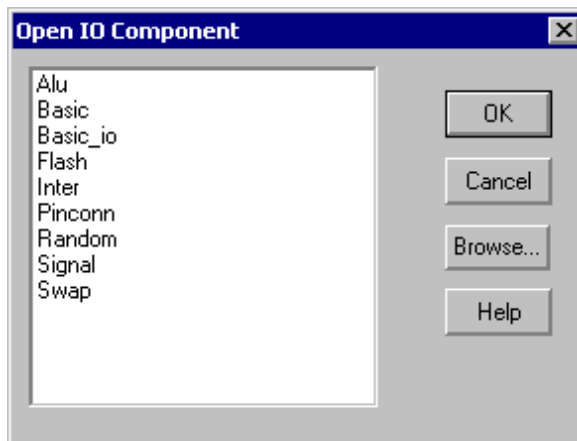 Open IO Component
Alu
Basic
Basic_io
Flash
Inter
Pinconn
Random
Signal
Swap
OK
Cancel
Browse...
Help